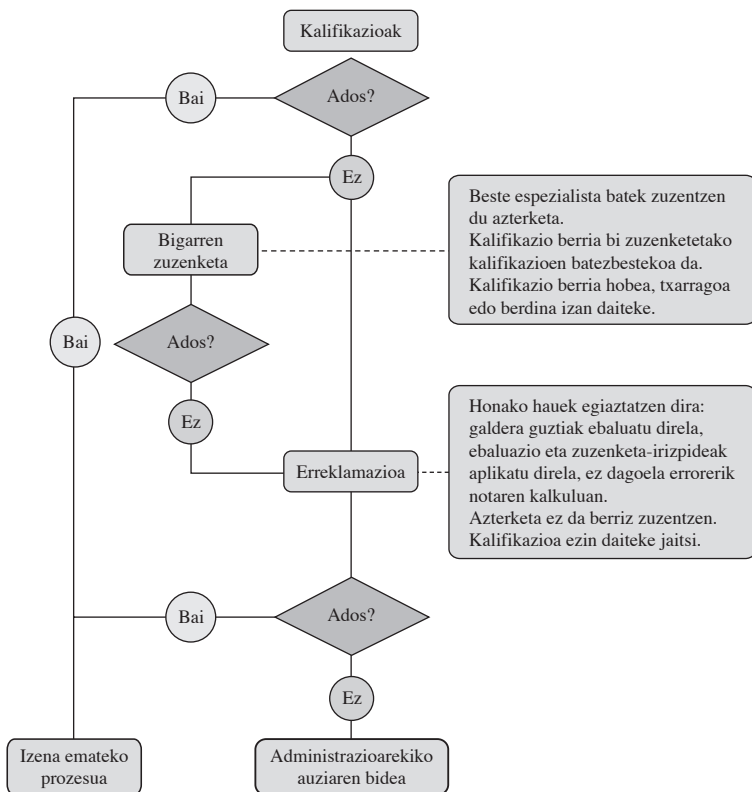 Kalifikazioak
Bai
Ados?
Ez
Bigarren
zuzenketa
Beste espezialista batek zuzentzen
du azterketa.
Kalifikazio berria bi zuzenketetako
kalifikazioen batezbestekoa da.
Kalifikazio berria hobea, txarragoa
edo berdina izan daiteke.
Bai
Ados?
Ez
Erreklamazioa
Honako hauek egiaztatzen dira:
galdera guztiak ebaluatu direla,
ebaluazio eta zuzenketa-irizpideak
aplikatu direla, ez dagoela errorerik
notaren kalkuluan.
Azterketa ez da berriz zuzentzen.
Kalifikazioa ezin daiteke jaitsi.
Bai
Ados?
Ez
Izena emateko
prozesua
Administrazioarekiko
auziaren bidea